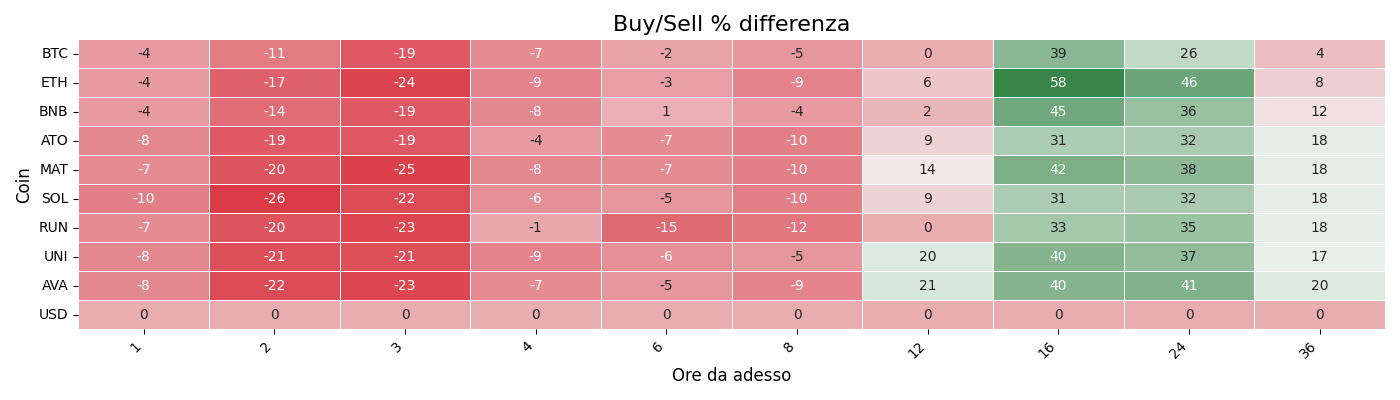 Buy/Sell % differenza
Coin
BTC -4 -11 -19 -7 -2 -5 0 39 26 4
ETH -4 -17 -24 -9 -3 -9 6 58 46 8
BNB -4 -14 -19 -8 1 -4 2 45 36 12
ATO -8 -19 -19 -4 -7 -10 9 31 32 18
MAT -7 -20 -25 -8 -7 -10 14 42 38 18
SOL -10 -26 -22 -6 -5 -10 9 31 32 18
RUN -7 -20 -23 -1 -15 -12 0 33 35 18
UNI -8 -21 -21 -9 -6 -5 20 40 37 17
AVA -8 -22 -23 -7 -5 -9 21 40 41 20
USD 0 0 0 0 0 0 0 0 0 0
1 2 3 4 6 8 12 16 24 36
Ore da adesso